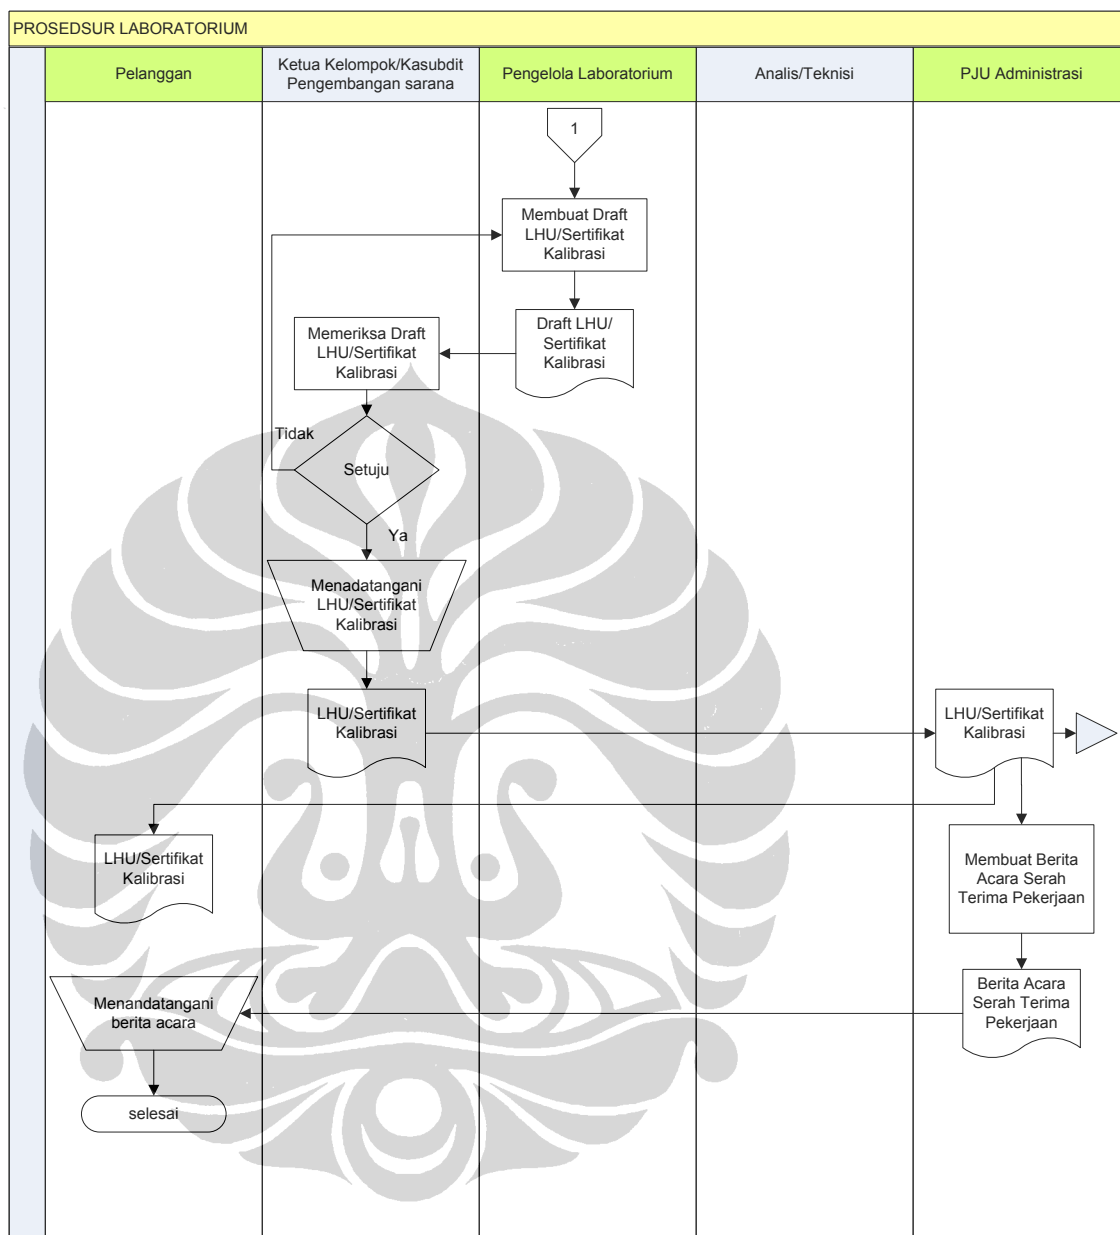 PROSEDSUR LABORATORIUM
Pelanggan
Ketua Kelompok/Kasubdit
Pengembangan sarana
Pengelola Laboratorium
Analis/Teknisi
PJU Administrasi
1
Membuat Draft
LHU/Sertifikat
Kalibrasi
Draft LHU/
Sertifikat
Kalibrasi
Memeriksa Draft
LHU/Sertifikat
Kalibrasi
Tidak
Setuju
Ya
Menadatangani
LHU/Sertifikat
Kalibrasi
LHU/Sertifikat
Kalibrasi
LHU/Sertifikat
Kalibrasi
LHU/Sertifikat
Kalibrasi
Membuat Berita
Acara Serah
Terima Pekerjaan
Berita Acara
Serah Terima
Pekerjaan
Menandatangani
berita acara
selesai